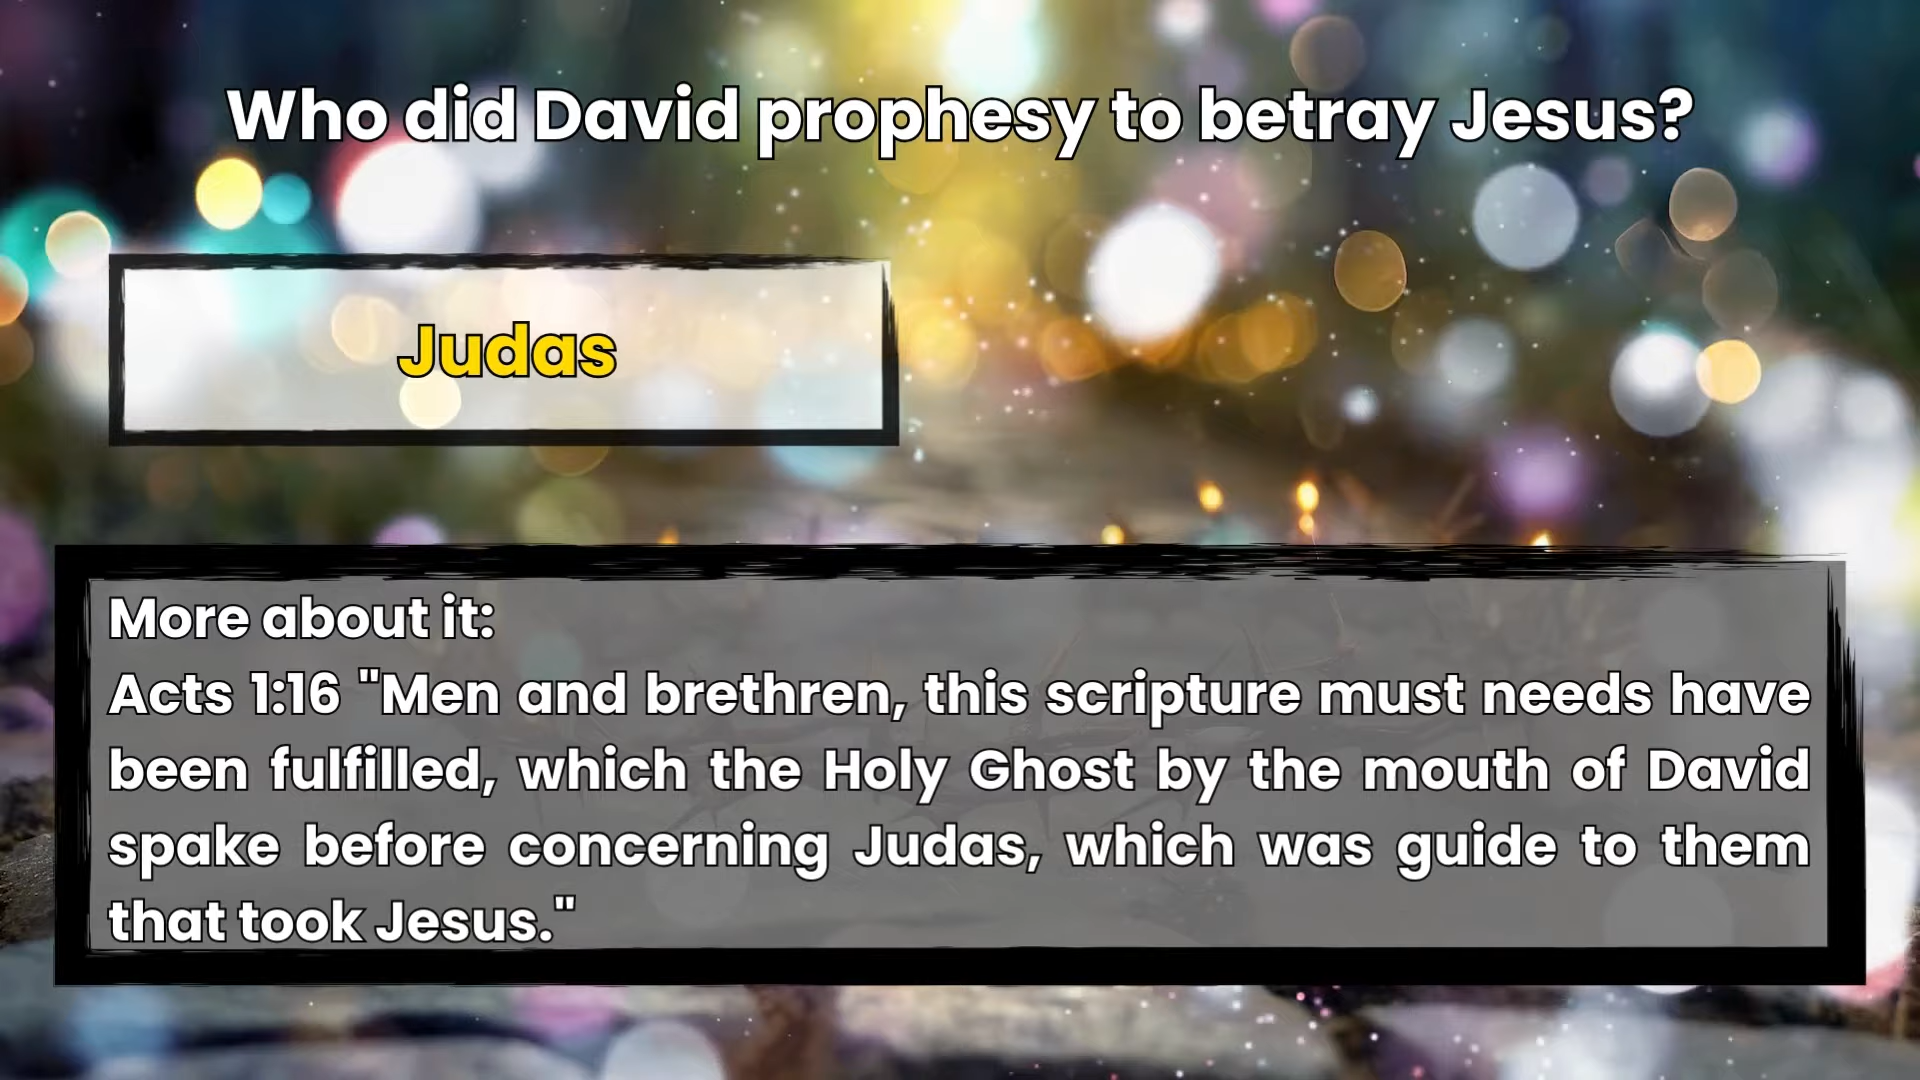 Who did David prophesy to betray Jesus?
Judas
More about it:
Acts 1:16 "Men and brethren, this scripture must needs have
been fulfilled, which the Holy Ghost by the mouth of David
spake before concerning Judas, which was guide to them
that took Jesus."